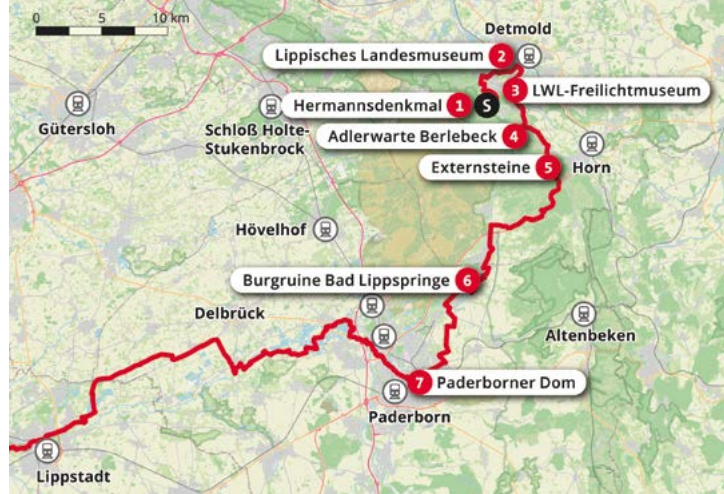 0 5 10 km
Detmold
Lippisches Landesmuseum 2
3 LWL-Freilichtmuseum
Hermannsdenkmal 1 S
Gütersloh
Schloß Holte-
Stukenbrock
Adlerwarte Berlebeck 4
Externsteine 5
Horn
Hövelhof
Burgruine Bad Lippspringe 6
Delbrück
Altenbeken
7 Paderborner Dom
Paderborn
Lippstadt